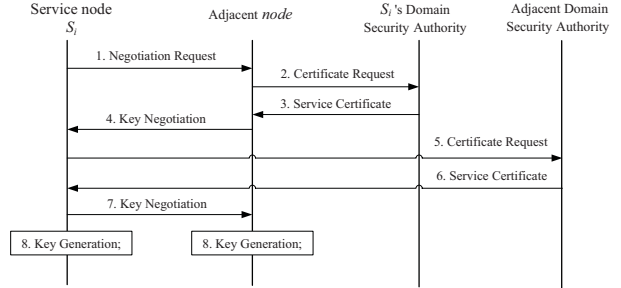 Service node
S_i
Adjacent node
S_i 's Domain
Security Authority
Adjacent Domain
Security Authority
1. Negotiation Request
2. Certificate Request
3. Service Certificate
4. Key Negotiation
5. Certificate Request
6. Service Certificate
7. Key Negotiation
8. Key Generation;
8. Key Generation;